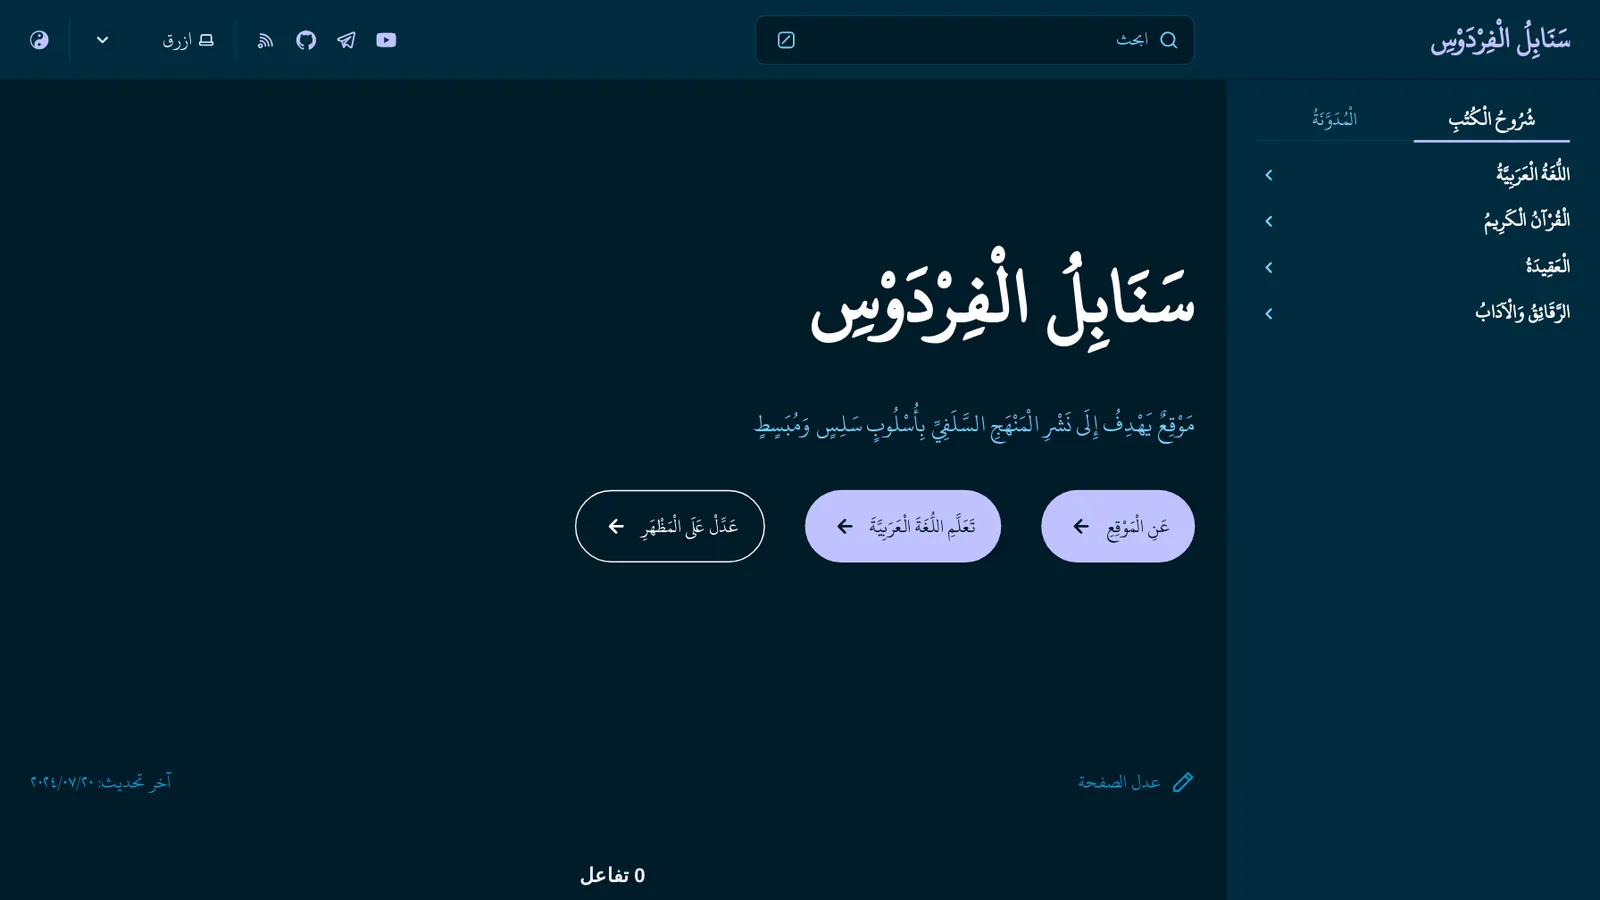 سَنَابِلُ الْفِرْدَوْسِ
ابحث
ازرق
شُرُوحُ الْكُتُبِ
الْمُدَوَّنَةُ
اللُّغَةُ الْعَرَبِيَّةُ
الْقُرْآنُ الْكَرِيمُ
الْعَقِيدَةُ
الرَّقَائِقُ وَالْآدَابُ
سَنَابِلُ الْفِرْدَوْسِ
مَوْقِعٌ يَهْدِفُ إِلَى نَشْرِ الْمَنْهَجِ السَّلَفِيِّ بِأُسْلُوبٍ سَلِسٍ وَمُبَسِطٍ
عَنِ الْمَوْقِعِ
تَعَلَّمِ اللُّغَةَ الْعَرَبِيَّةَ
عَدِّلْ عَلَى الْمَظْهَرِ
عدل الصفحة
آخر تحديث: ٢٠٢٤/٠٧/٢٠
0 تفاعل